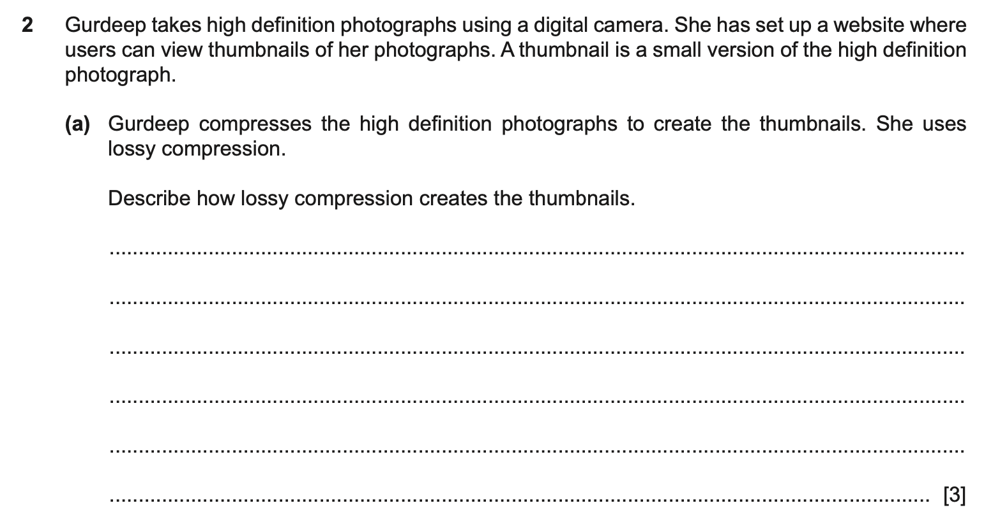 2 Gurdeep takes high definition photographs using a digital camera. She has set up a website where
users can view thumbnails of her photographs. A thumbnail is a small version of the high definition
photograph.
(a) Gurdeep compresses the high definition photographs to create the thumbnails. She uses
lossy compression.
Describe how lossy compression creates the thumbnails.
[3]